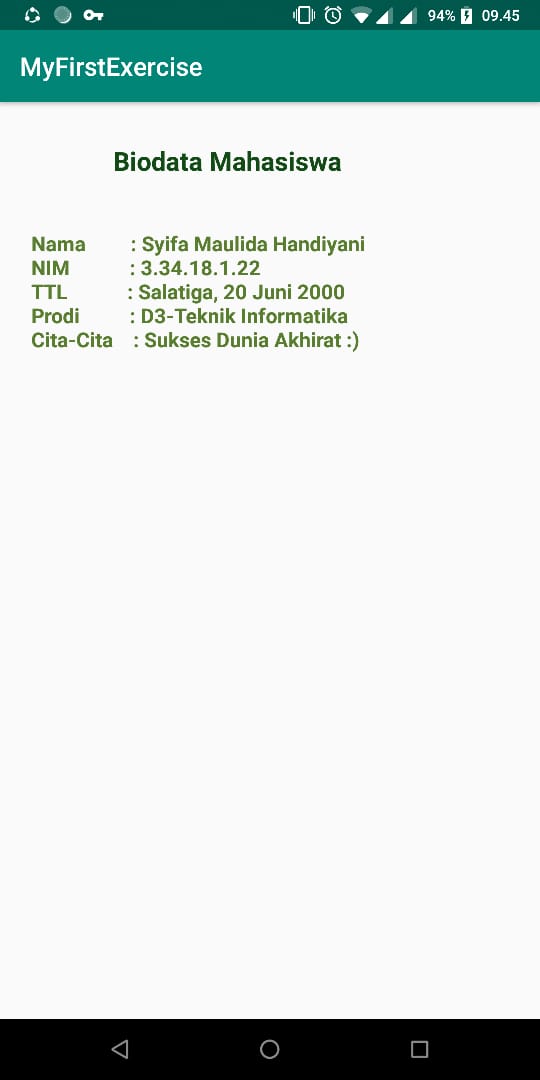 94% 09.45
MyFirstExercise
Biodata Mahasiswa
Nama : Syifa Maulida Handiyani
NIM : 3.34.18.1.22
TTL : Salatiga, 20 Juni 2000
Prodi : D3-Teknik Informatika
Cita-Cita : Sukses Dunia Akhirat :)